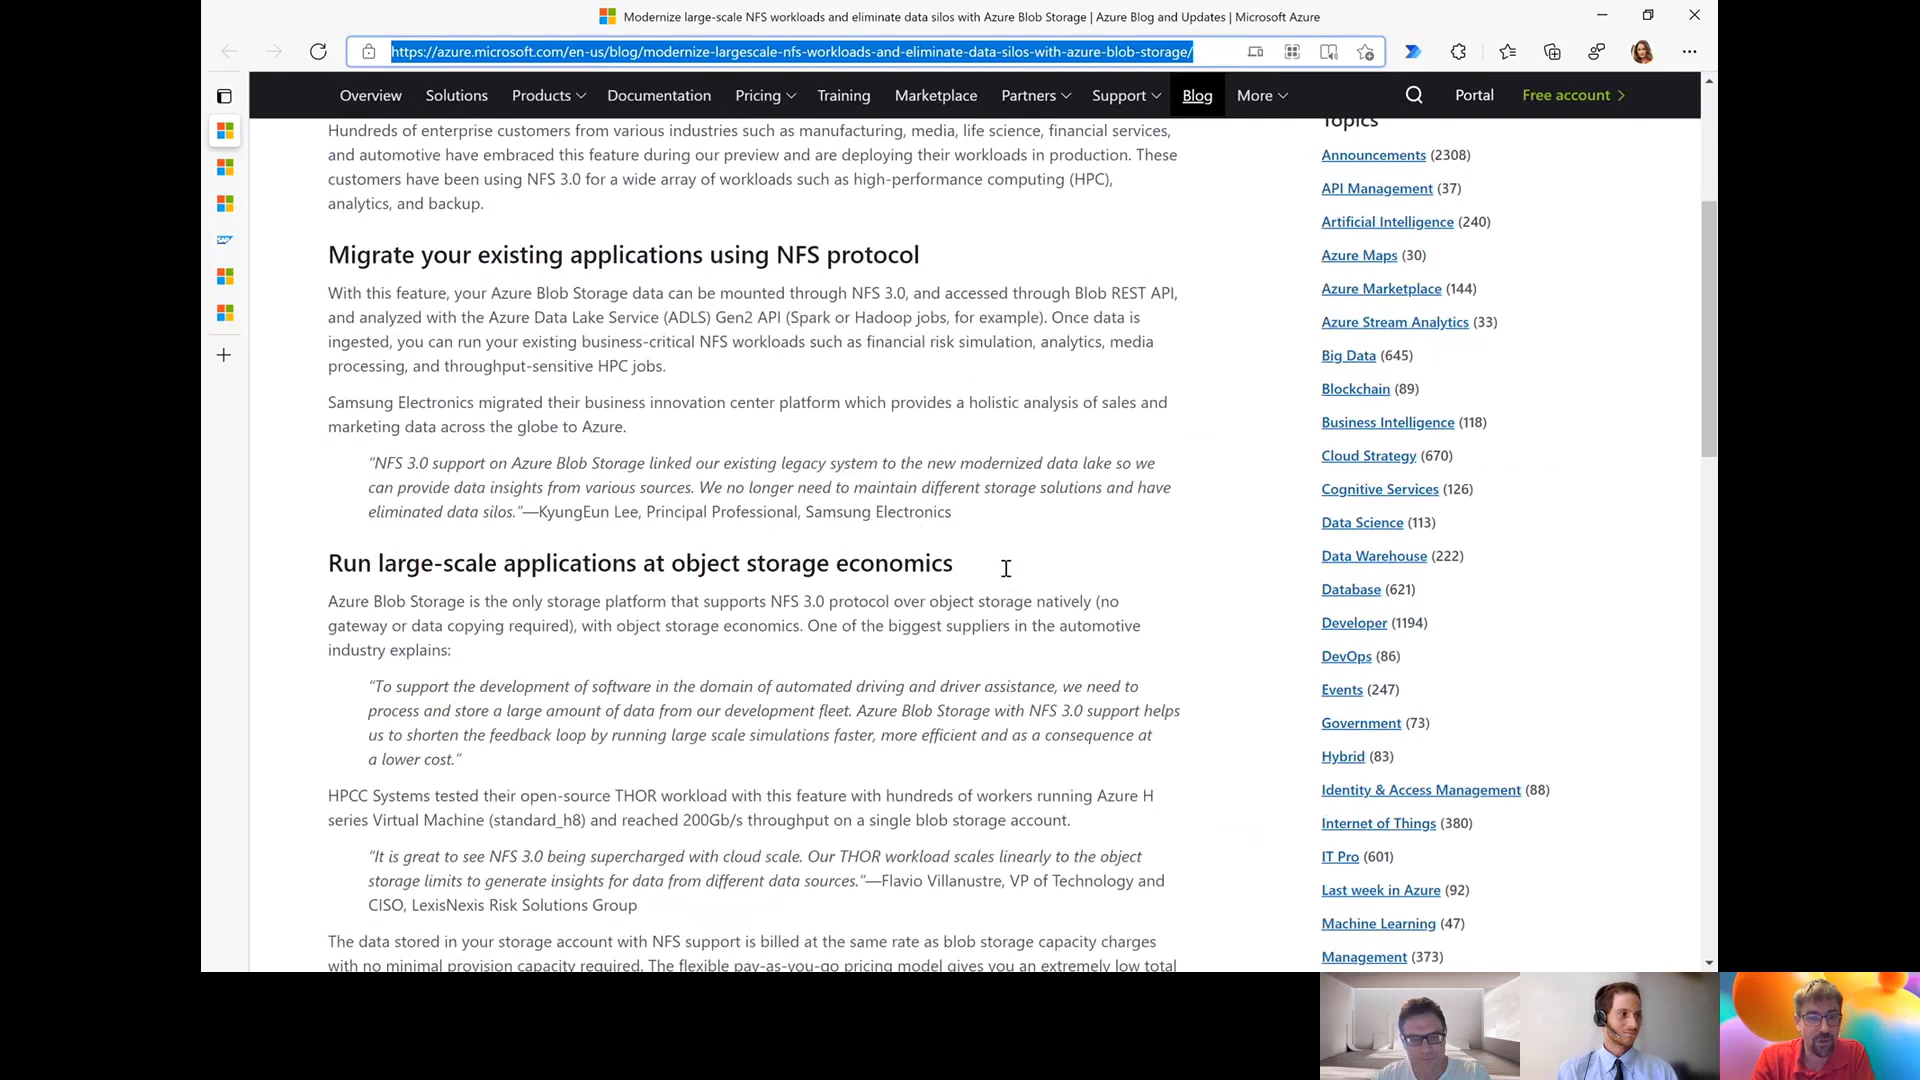 Modernize large-scale NFS workloads and eliminate data silos with Azure Blob Storage | Azure Blog and Updates | Microsoft Azure
https://azure.microsoft.com/en-us/blog/modernize-largescale-nfs-workloads-and-eliminate-data-silos-with-azure-blob-storage/
Overview Solutions Products Documentation Pricing Training Marketplace Partners Support Blog More Portal Free account
Hundreds of enterprise customers from various industries such as manufacturing, media, life science, financial services,
and automotive have embraced this feature during our preview and are deploying their workloads in production. These
customers have been using NFS 3.0 for a wide array of workloads such as high-performance computing (HPC),
analytics, and backup.
Migrate your existing applications using NFS protocol
With this feature, your Azure Blob Storage data can be mounted through NFS 3.0, and accessed through Blob REST API,
and analyzed with the Azure Data Lake Service (ADLS) Gen2 API (Spark or Hadoop jobs, for example). Once data is
ingested, you can run your existing business-critical NFS workloads such as financial risk simulation, analytics, media
processing, and throughput-sensitive HPC jobs.
Samsung Electronics migrated their business innovation center platform which provides a holistic analysis of sales and
marketing data across the globe to Azure.
“NFS 3.0 support on Azure Blob Storage linked our existing legacy system to the new modernized data lake so we
can provide data insights from various sources. We no longer need to maintain different storage solutions and have
eliminated data silos.”—KyungEun Lee, Principal Professional, Samsung Electronics
Run large-scale applications at object storage economics
Azure Blob Storage is the only storage platform that supports NFS 3.0 protocol over object storage natively (no
gateway or data copying required), with object storage economics. One of the biggest suppliers in the automotive
industry explains:
“To support the development of software in the domain of automated driving and driver assistance, we need to
process and store a large amount of data from our development fleet. Azure Blob Storage with NFS 3.0 support helps
us to shorten the feedback loop by running large scale simulations faster, more efficient and as a consequence at
a lower cost.”
HPCC Systems tested their open-source THOR workload with this feature with hundreds of workers running Azure H
series Virtual Machine (standard_h8) and reached 200Gb/s throughput on a single blob storage account.
“It is great to see NFS 3.0 being supercharged with cloud scale. Our THOR workload scales linearly to the object
storage limits to generate insights for data from different data sources.”—Flavio Villanustre, VP of Technology and
CISO, LexisNexis Risk Solutions Group
The data stored in your storage account with NFS support is billed at the same rate as blob storage capacity charges
with no minimal provision capacity required. The flexible pay-as-you-go pricing model gives you an extremely low total
Topics
Announcements (2308)
API Management (37)
Artificial Intelligence (240)
Azure Maps (30)
Azure Marketplace (144)
Azure Stream Analytics (33)
Big Data (645)
Blockchain (89)
Business Intelligence (118)
Cloud Strategy (670)
Cognitive Services (126)
Data Science (113)
Data Warehouse (222)
Database (621)
Developer (1194)
DevOps (86)
Events (247)
Government (73)
Hybrid (83)
Identity & Access Management (88)
Internet of Things (380)
IT Pro (601)
Last week in Azure (92)
Machine Learning (47)
Management (373)
SAP